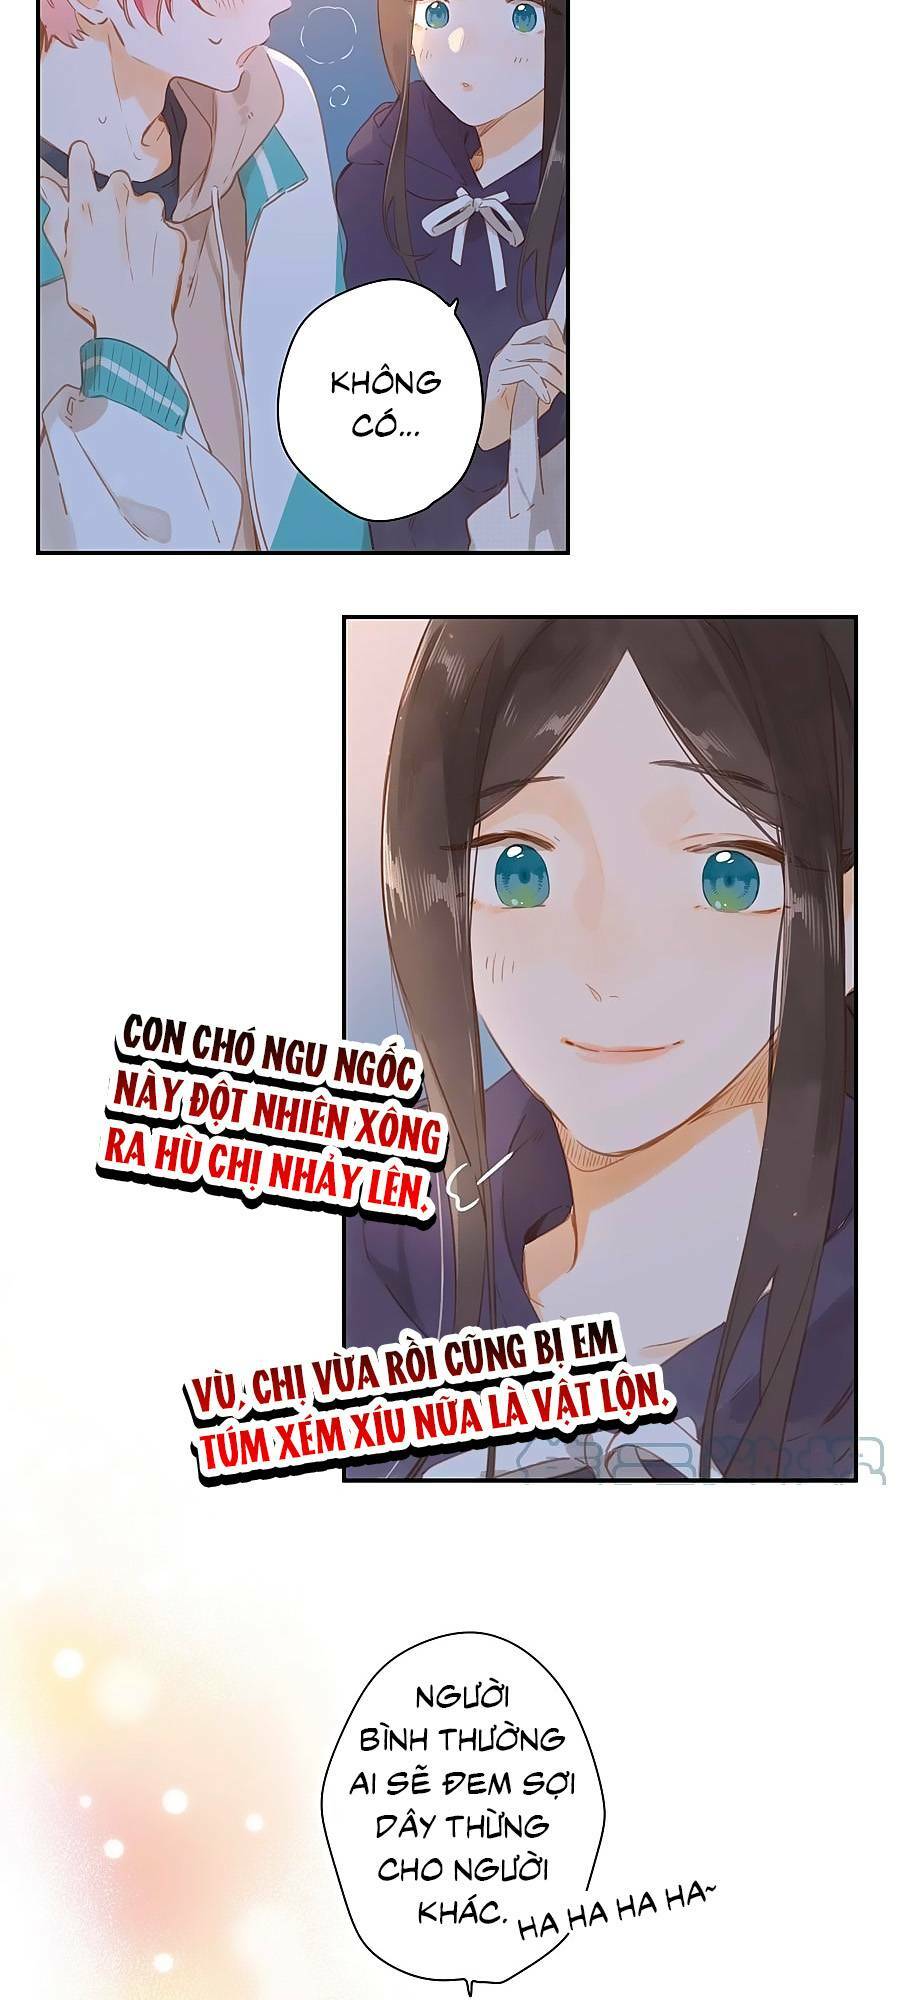 KHÔNG
CÓ...
CON CHÓ NGU NGỐC
NÀY ĐỘT NHIÊN XÔNG
RA HÙ CHỊ NHẢY LÊN.
VÙ, CHỊ VỪA RỒI CŨNG BỊ EM
TÚM XÉM XÍU NỮA LÀ VẬT LỘN.
NGƯỜI
BÌNH THƯỜNG
AI SẼ ĐEM SỢI
DÂY THỪNG
CHO NGƯỜI
KHÁC.
HA HA HA HA~